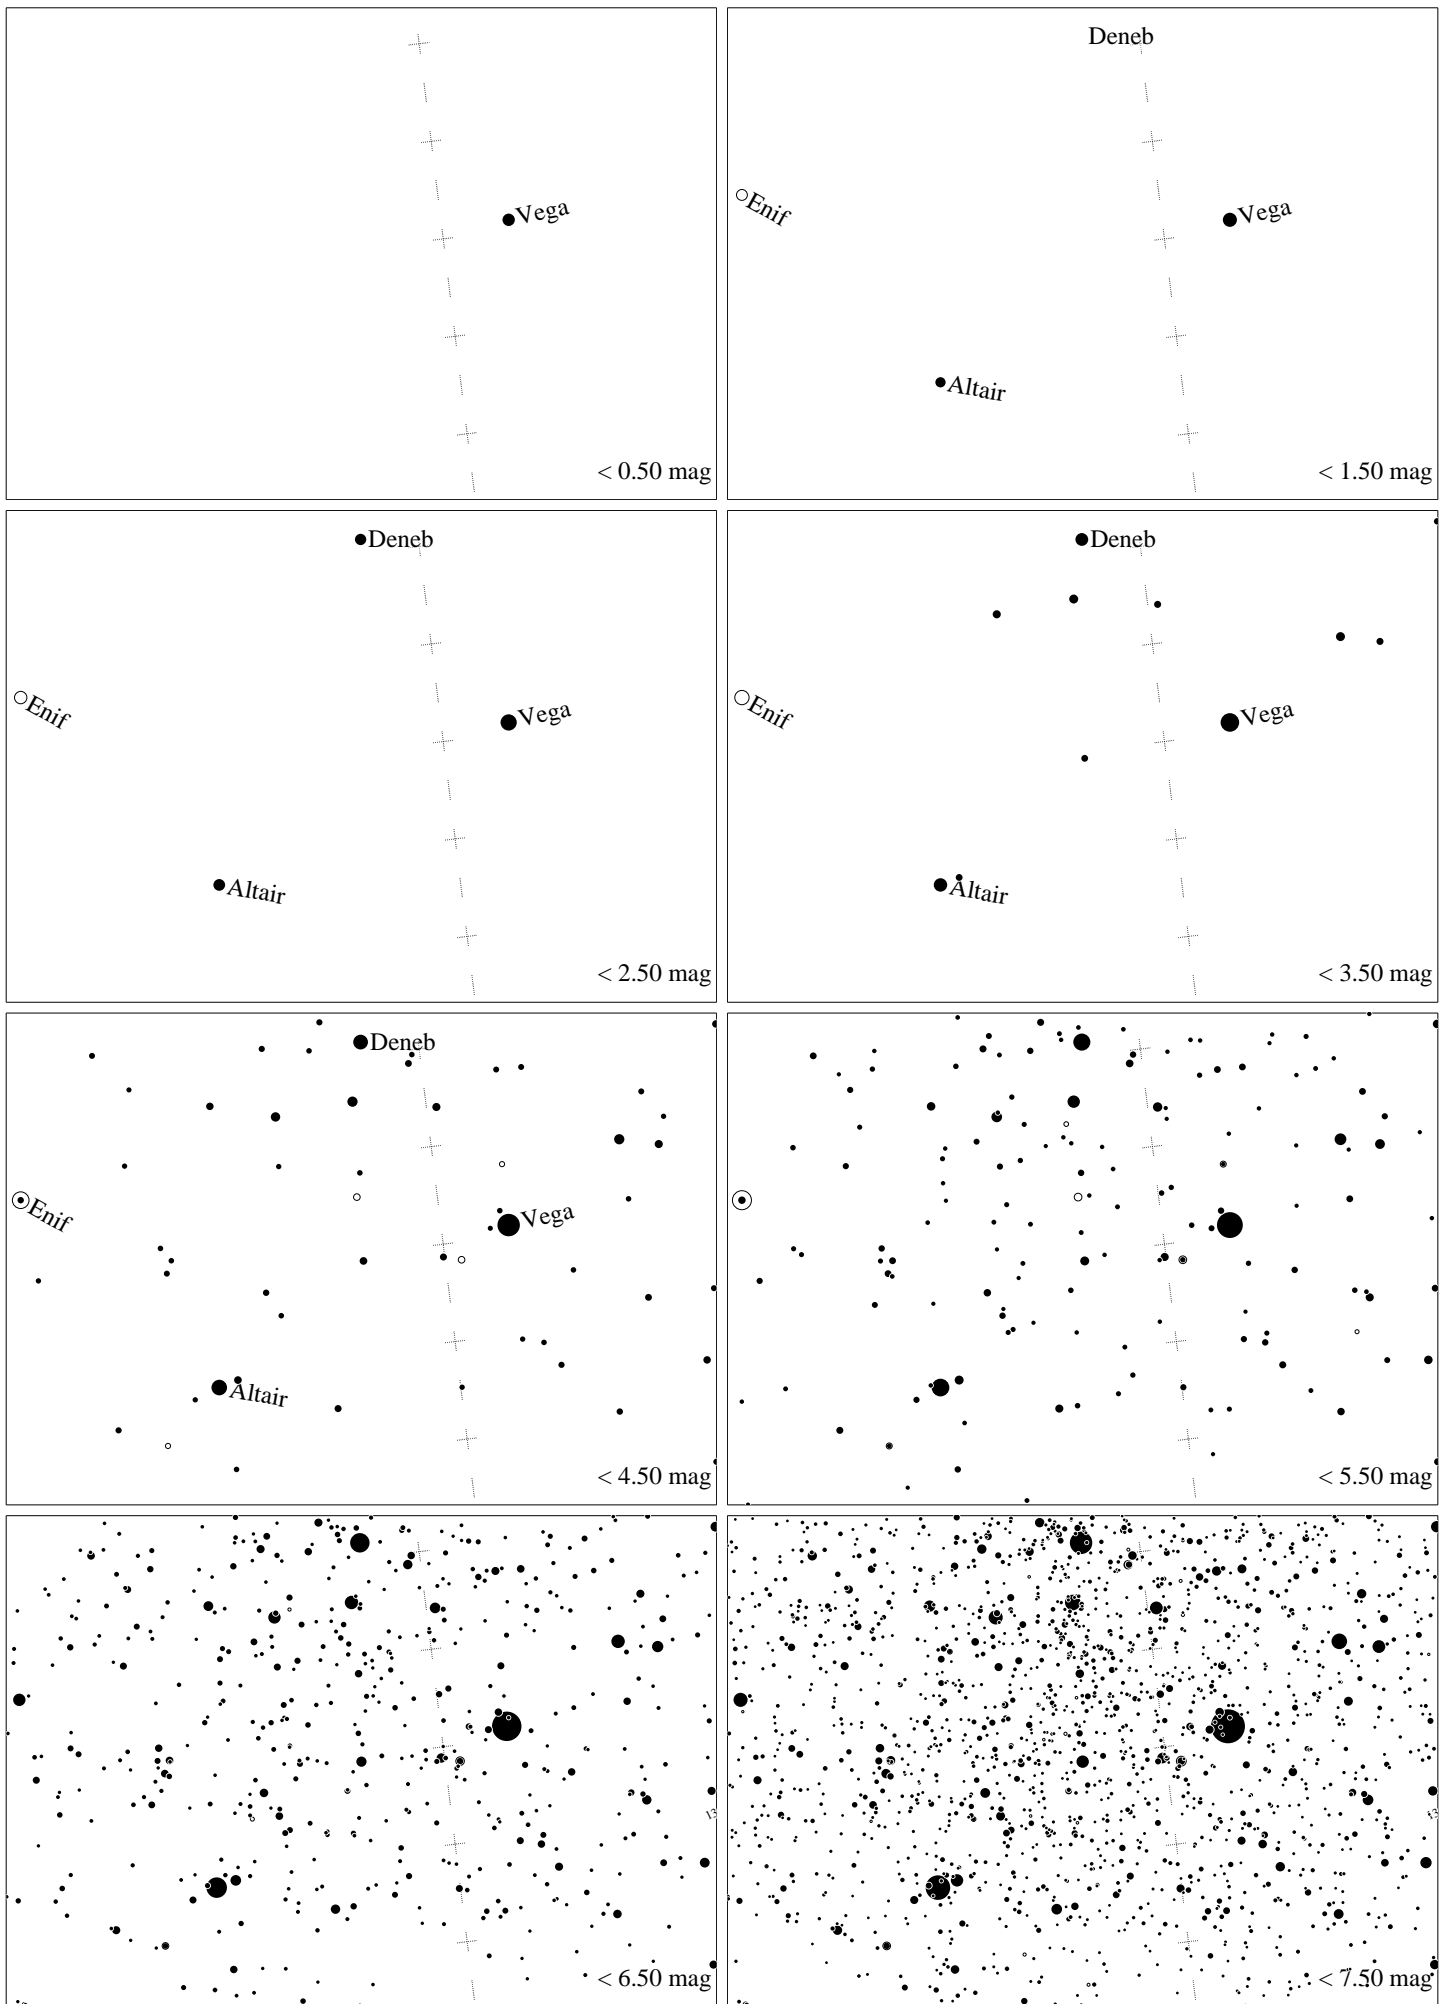 Vega
< 0.50 mag
Deneb
Enif
Vega
Altair
< 1.50 mag
Deneb
Enif
Vega
Altair
< 2.50 mag
Deneb
Enif
Vega
Altair
< 3.50 mag
Deneb
Enif
Vega
Altair
< 4.50 mag
< 5.50 mag
13
< 6.50 mag
13
< 7.50 mag